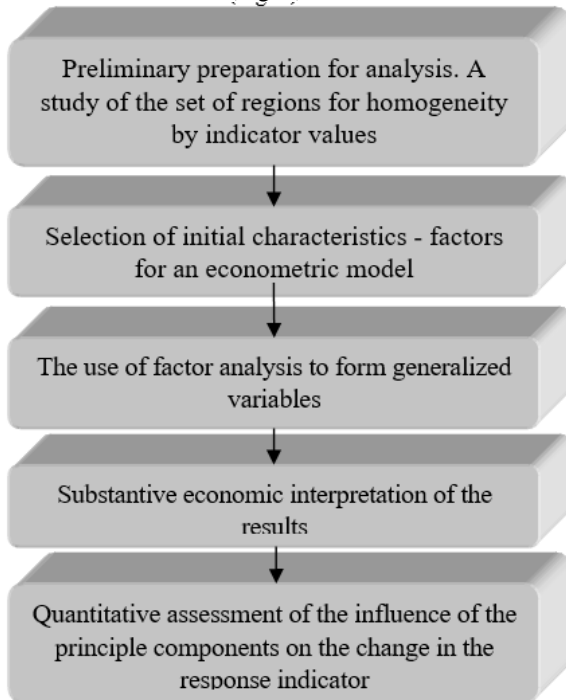 Preliminary preparation for analysis. A
study of the set of regions for homogeneity
by indicator values
Selection of initial characteristics - factors
for an econometric model
The use of factor analysis to form generalized
variables
Substantive economic interpretation of the
results
Quantitative assessment of the influence of the
principle components on the change in the
response indicator